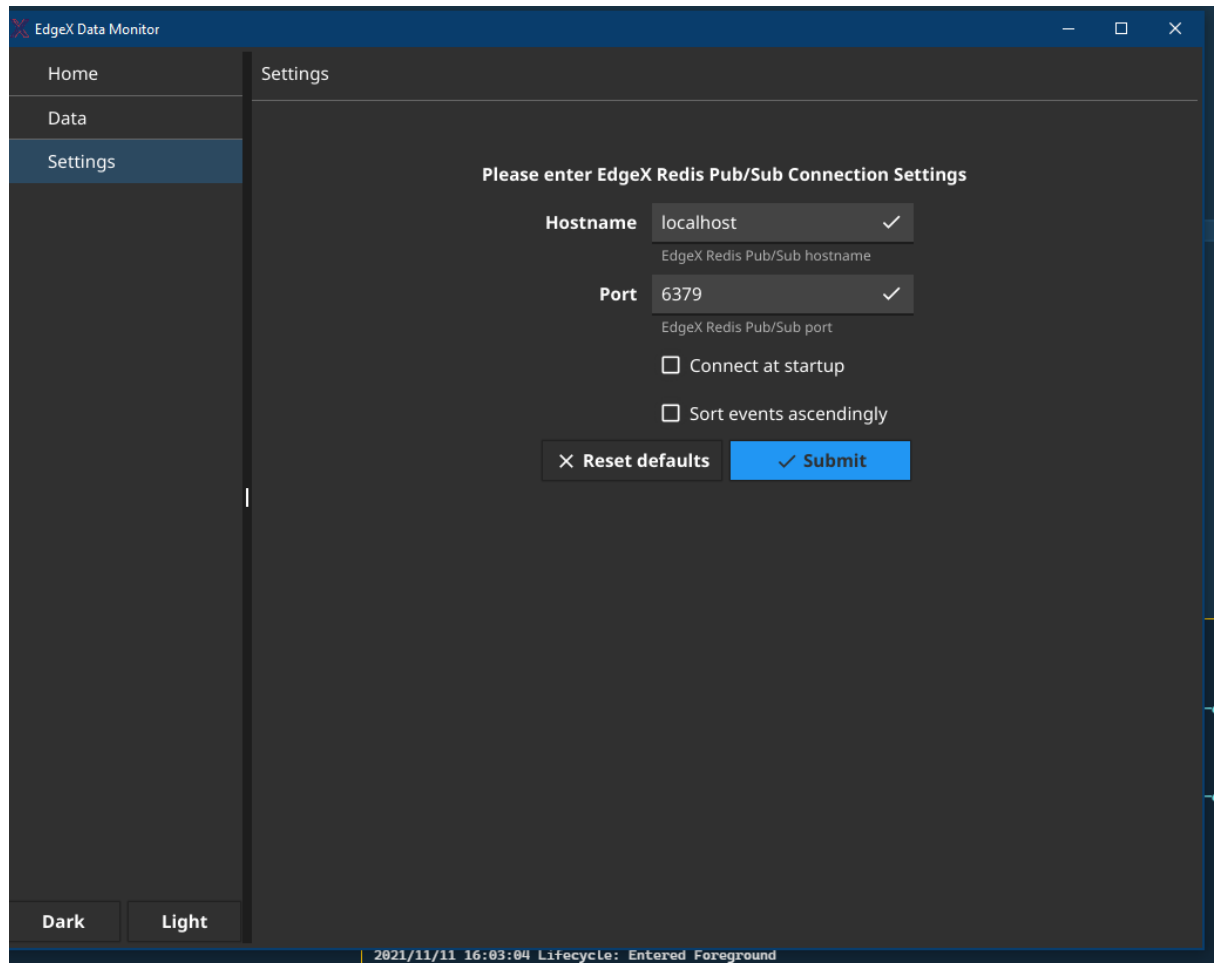 EdgeX Data Monitor
Home
Data
Settings
Settings
Please enter EdgeX Redis Pub/Sub Connection Settings
Hostname localhost
EdgeX Redis Pub/Sub hostname
Port 6379
EdgeX Redis Pub/Sub port
Connect at startup
Sort events ascendingly
Reset defaults Submit
Dark Light
2021/11/11 16:03:04 Lifecycle: Entered Foreground